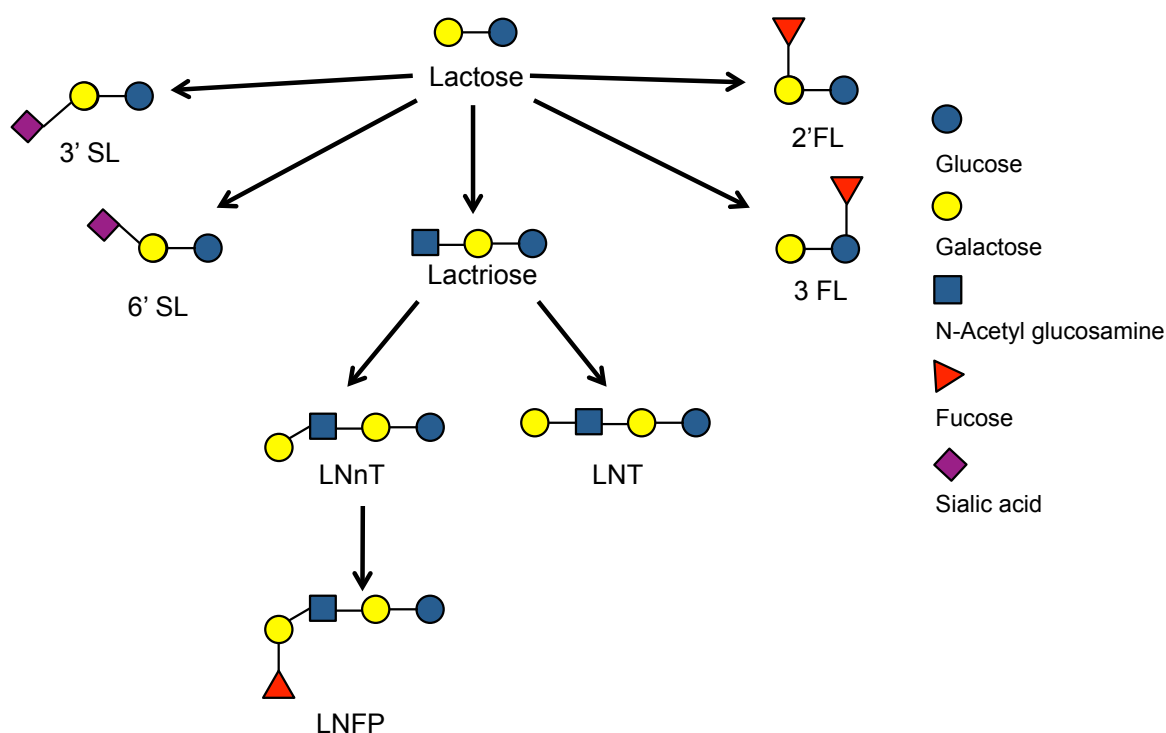 Lactose
3’ SL
2’FL
6’ SL
Lactriose
3 FL
LNnT
LNT
LNFP
Glucose
Galactose
N-Acetyl glucosamine
Fucose
Sialic acid